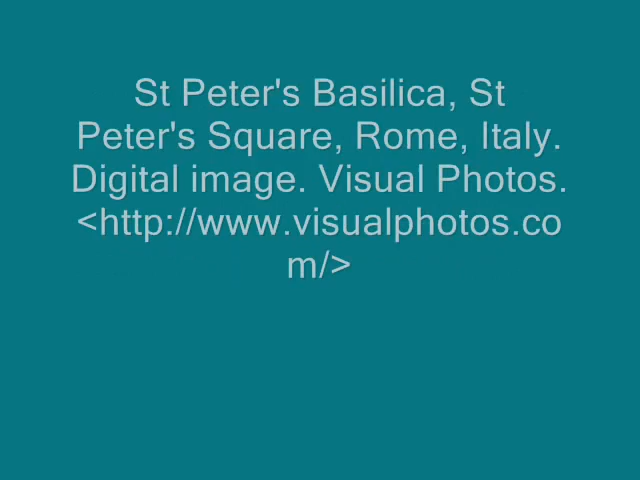 St Peter's Basilica, St
Peter's Square, Rome, Italy.
Digital image. Visual Photos.
<http://www.visualphotos.co
m/>